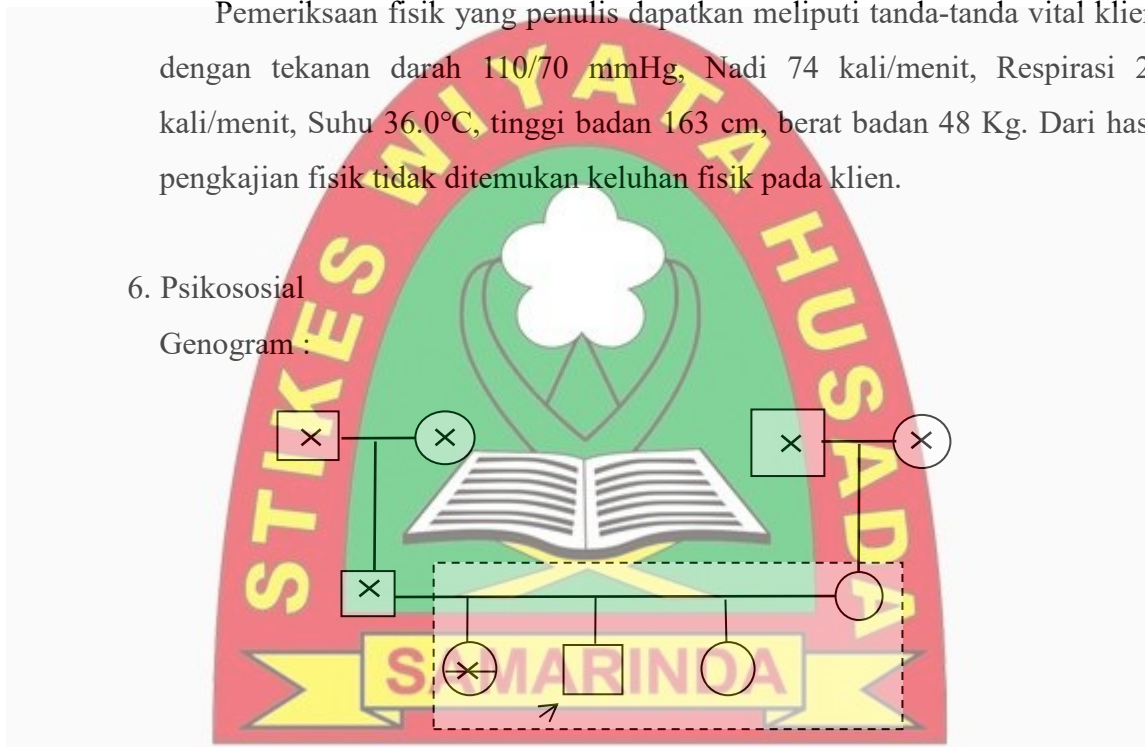 Pemeriksaan fisik yang penulis dapatkan meliputi tanda-tanda vital
dengan tekanan darah 110/70 mmHg, Nadi 74 kali/menit, Respirasi
kali/menit, Suhu 36.0°C, tinggi badan 163 cm, berat badan 48 Kg. Dari
pengkajian fisik tidak ditemukan keluhan fisik pada klien.
6. Psikososial
Genogram :
STIKES WIYATA HUSADA
SAMARINDA